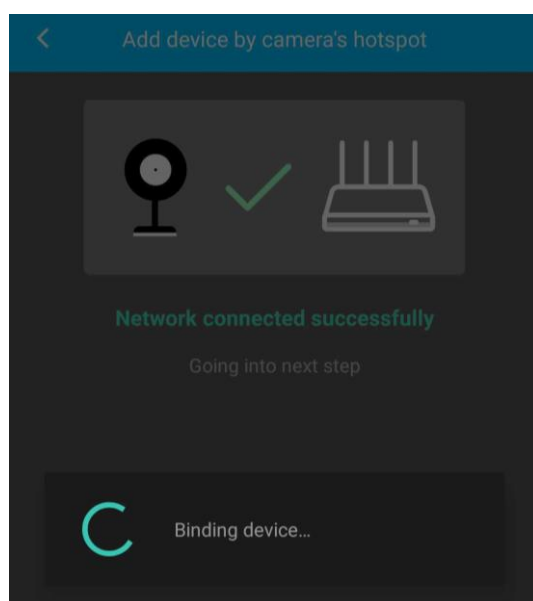 Add device by camera's hotspot
Network connected successfully
Going into next step
Binding device...